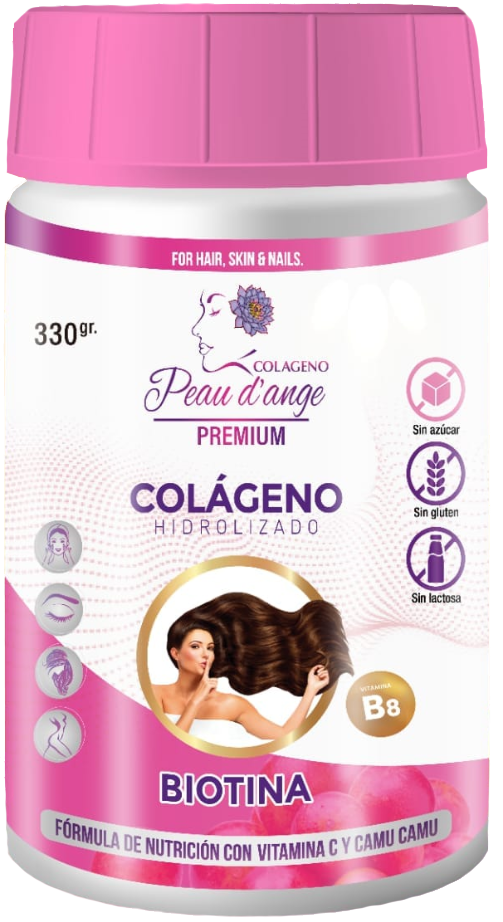 FOR HAIR, SKIN & NAILS.
330gr.
COLAGENO
Peau d'ange
PREMIUM
Sin azúcar
COLÁGENO
HIDROLIZADO
Sin gluten
Sin lactosa
VITAMINA
B8
BIOTINA
FÓRMULA DE NUTRICIÓN CON VITAMINA C Y CAMU CAMU